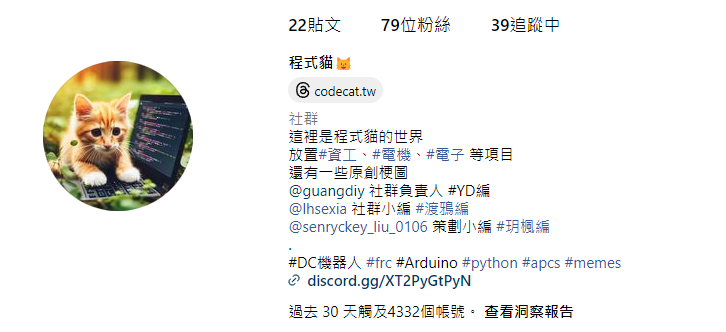 22貼文 79位粉絲 39追蹤中
程式貓🐱
codecat.tw
社群
這裡是程式貓的世界
放置#資工、#電機、#電子 等項目
還有一些原創梗圖
@guangdiy 社群負責人 #YD編
@lhsexia 社群小編 #渡鴉編
@senryckey_liu_0106 策劃小編 #玥楓編
.
#DC機器人 #frc #Arduino #python #apcs #memes
discord.gg/XT2PyGtPyN
過去 30 天觸及4332個帳號。 查看洞察報告